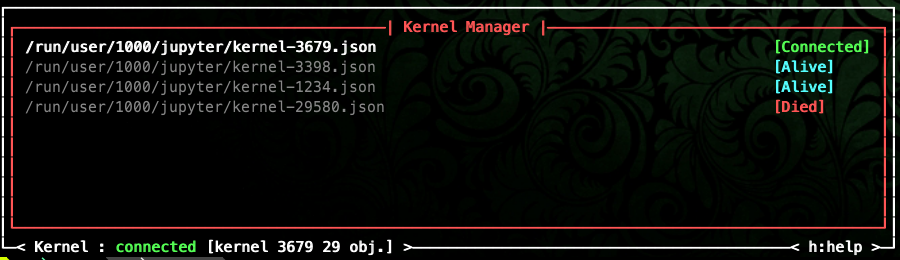 | Kernel Manager |
/run/user/1000/jupyter/kernel-3679.json [Connected]
/run/user/1000/jupyter/kernel-3398.json [Alive]
/run/user/1000/jupyter/kernel-1234.json [Alive]
/run/user/1000/jupyter/kernel-29580.json [Died]
< Kernel : connected [kernel 3679 29 obj.] > < h:help >